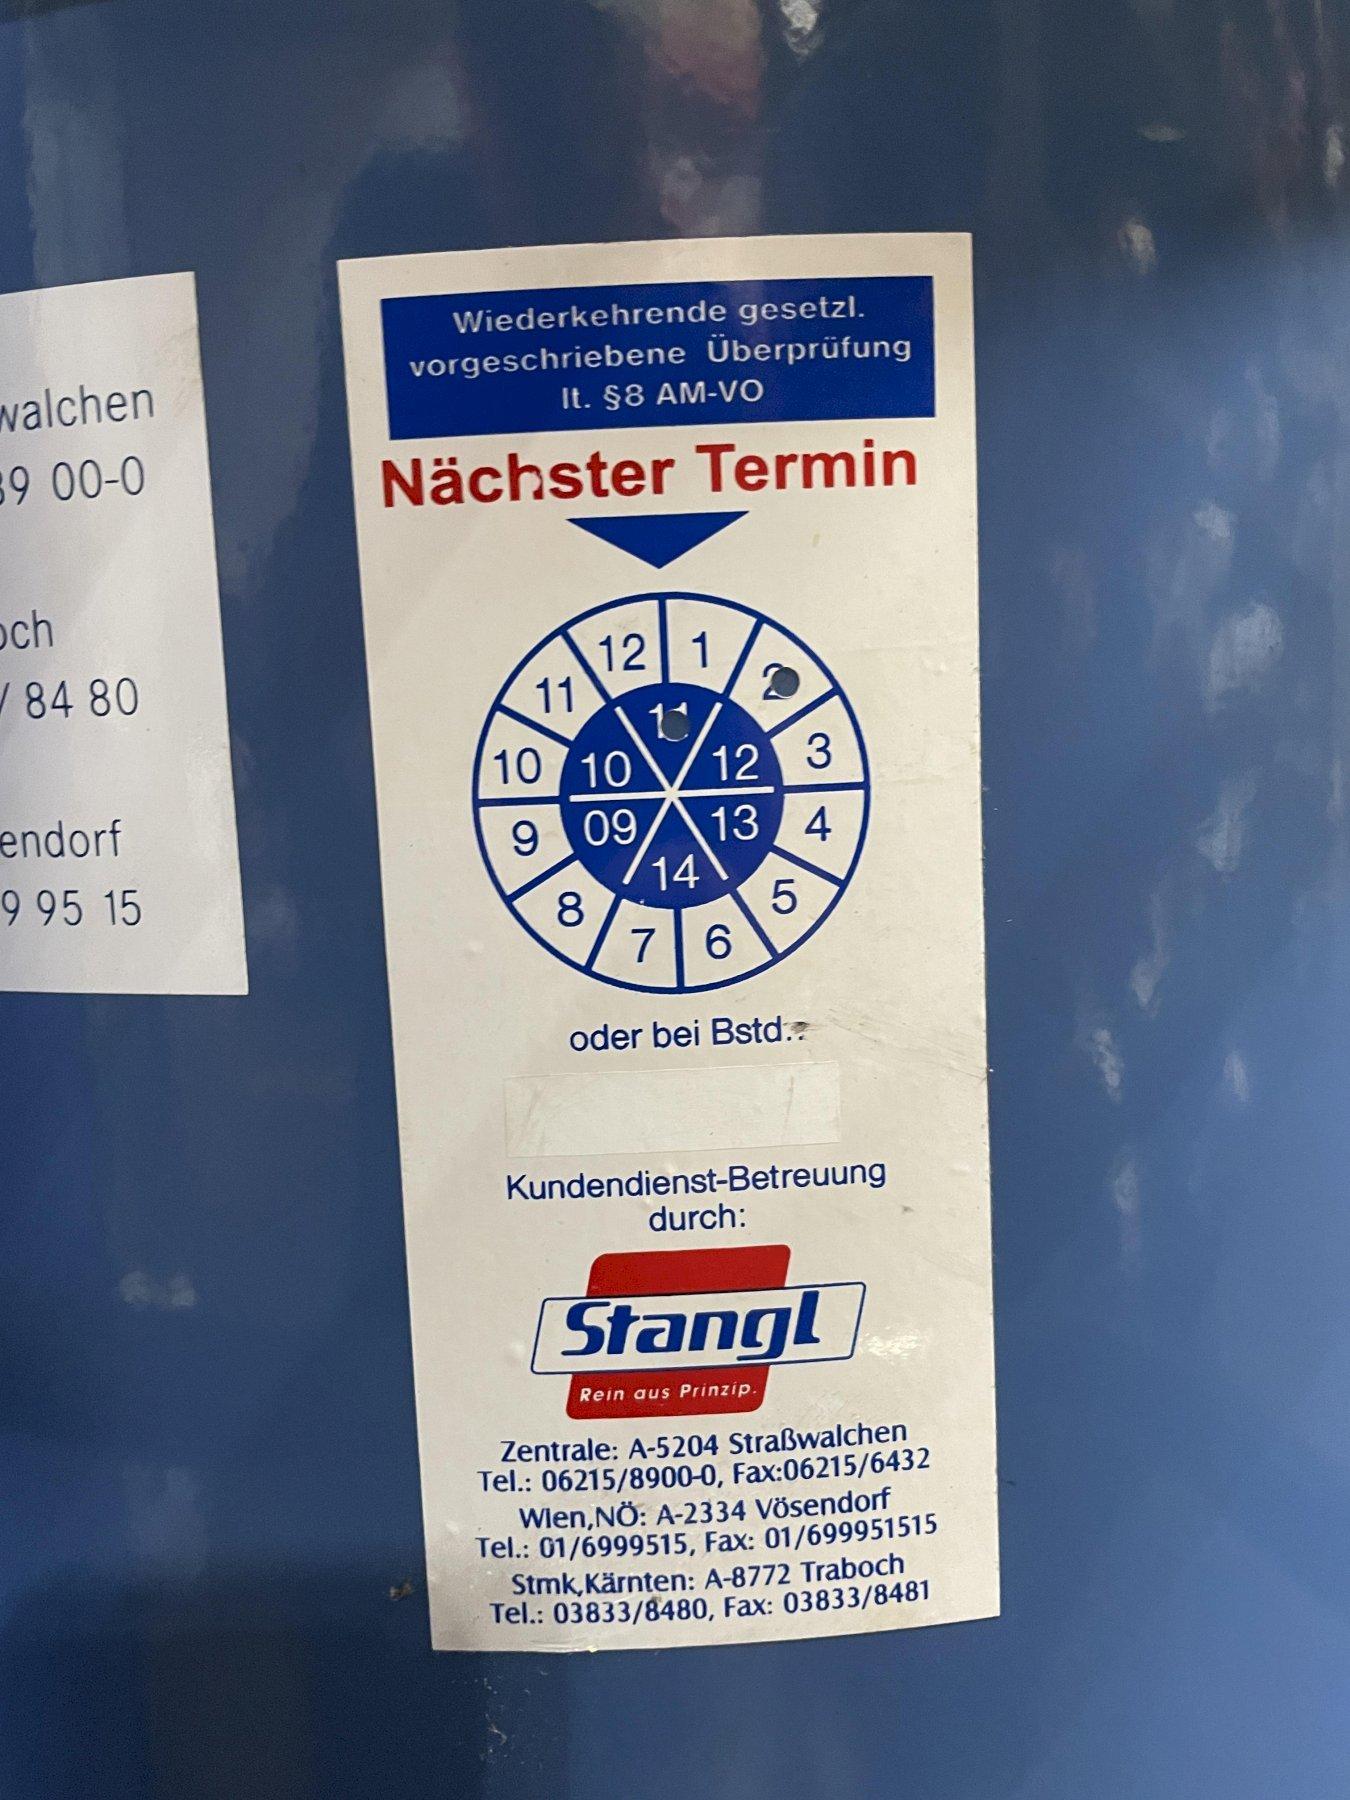 walchen
39 00-0
och
/ 84 80
endorf
9 95 15
Wiederkehrende gesetzl.
vorgeschriebene Überprüfung
lt. §8 AM-VO
Nächster Termin
12 1
11 2
10 3
9 4
8 5
7 6
11
10 12
09 13
14
oder bei Bstd.:
Kundendienst-Betreuung
durch:
Stangl
Rein aus Prinzip.
Zentrale: A-5204 Straßwalchen
Tel.: 06215/8900-0, Fax:06215/6432
Wien,NÖ: A-2334 Vösendorf
Tel.: 01/6999515, Fax: 01/699951515
Stmk,Kärnten: A-8772 Traboch
Tel.: 03833/8480, Fax: 03833/8481